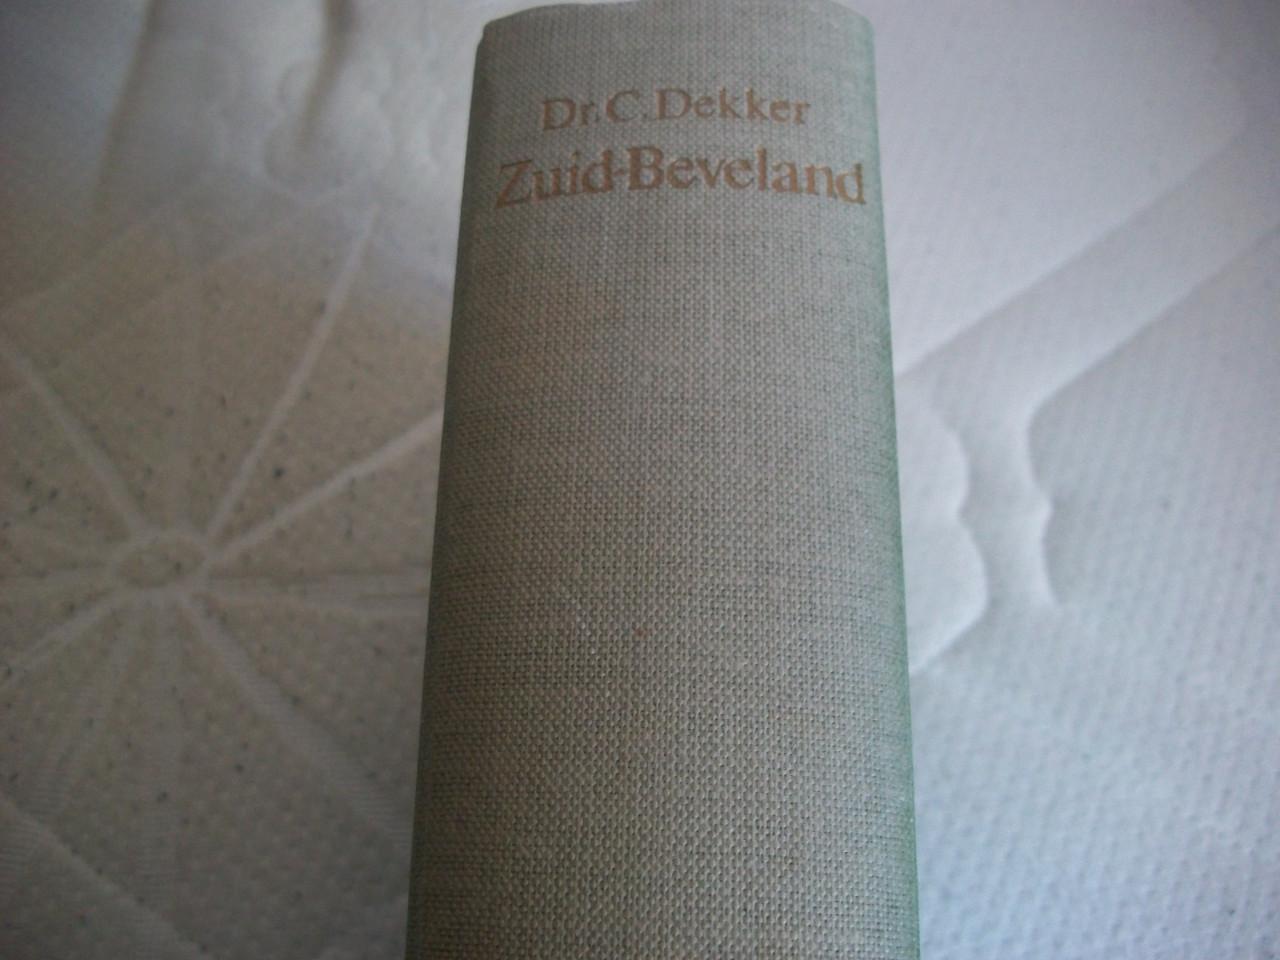 Dr. C. Dekker
Zuid-Beveland